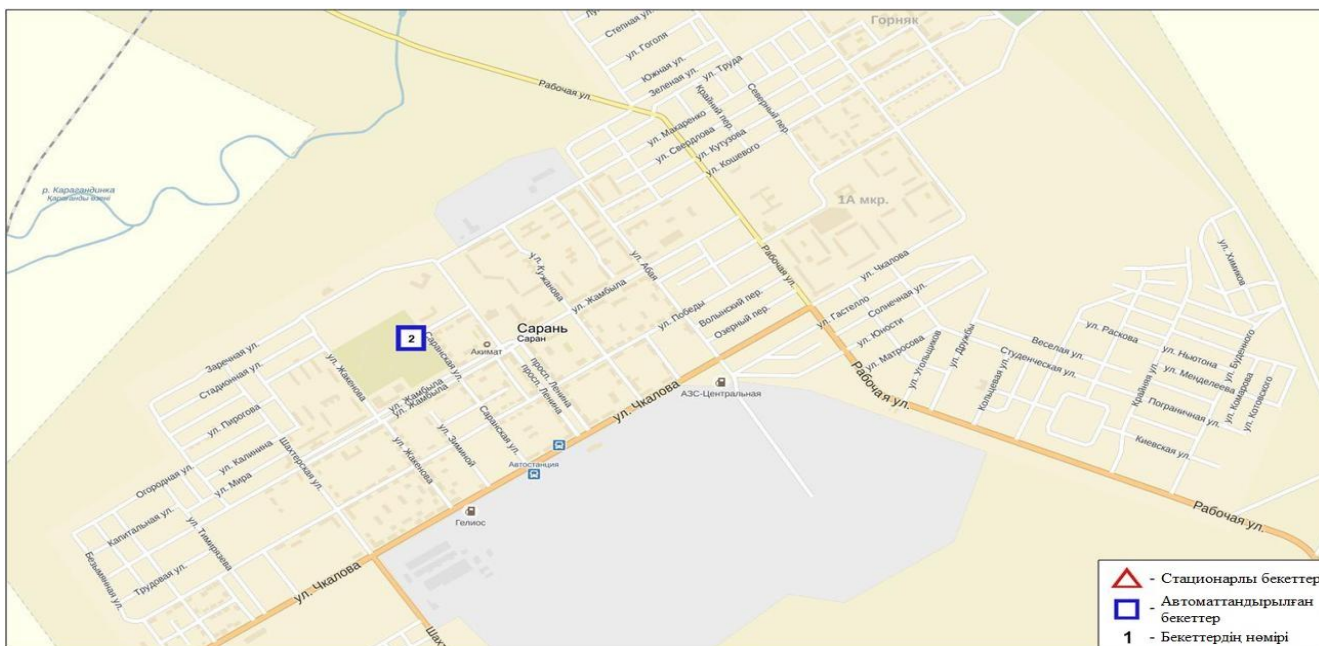 Горняк
Степная ул.
ул. Гоголя
Южная ул.
Зеленая ул.
ул. Труда
Рабочая ул.
Крайний пер.
Северный пер.
ул. Макаренко
ул. Свердлова
ул. Кутузова
ул. Кошевого
р. Карагандинка
Қарағанды өзені
1А мкр.
ул. Кужанова
ул. Абая
ул. Жамбыла
Рабочая ул.
ул. Чкалова
ул. Химиков
ул. Победы
Волынский пер.
Озерный пер.
ул. Гастелло
Солнечная ул.
ул. Юности
Сарань
Саран
2
Акимат
Саранская ул.
Заречная ул.
Стадионная ул.
ул. Жакенова
ул. Матросова
ул. Угольщиков
ул. Дружбы
Веселая ул.
Студенческая ул.
Кольцевая ул.
ул. Раскова
ул. Ньютона
ул. Буденного
ул. Менделеева
Крайняя ул.
Пограничная ул.
ул. Комарова
ул. Котовского
Киевская ул.
просп. Ленина
просп. Ленина
АЗС-Центральная
ул. Чкалова
Рабочая ул.
ул. Жамбыла
ул. Жамбыла
ул. Пирогова
ул. Калинина
Шахтерская ул.
ул. Жакенова
ул. Зиминой
Саранская ул.
Автостанция
Огородная ул.
ул. Мира
Гелиос
Капитальная ул.
ул. Тимирязева
Рабочая ул.
Безымянная ул.
Трудовая ул.
ул. Чкалова
- Стационарлы бекеттер
- Автоматтандырылған
бекеттер
1 - Бекеттердің нөмірі